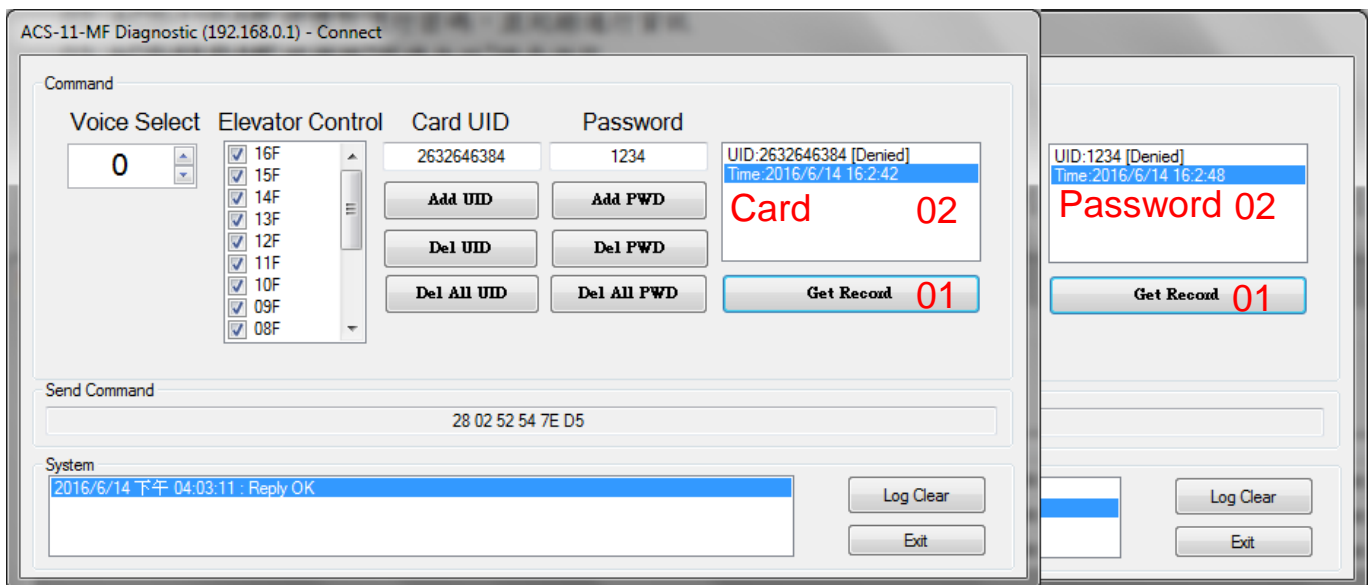 ACS-11-MF Diagnostic (192.168.0.1) - Connect
Command
Voice Select Elevator Control Card UID Password
0
16F
15F
14F
13F
12F
11F
10F
09F
08F
2632646384
Add UID
Del UID
Del All UID
1234
Add PWD
Del PWD
Del All PWD
UID:2632646384 [Denied]
Time:2016/6/14 16:2:42
Card 02
Get Record 01
UID:1234 [Denied]
Time:2016/6/14 16:2:48
Password 02
Get Record 01
Send Command
28 02 52 54 7E D5
System
2016/6/14 下午 04:03:11 : Reply OK
Log Clear
Exit
Log Clear
Exit